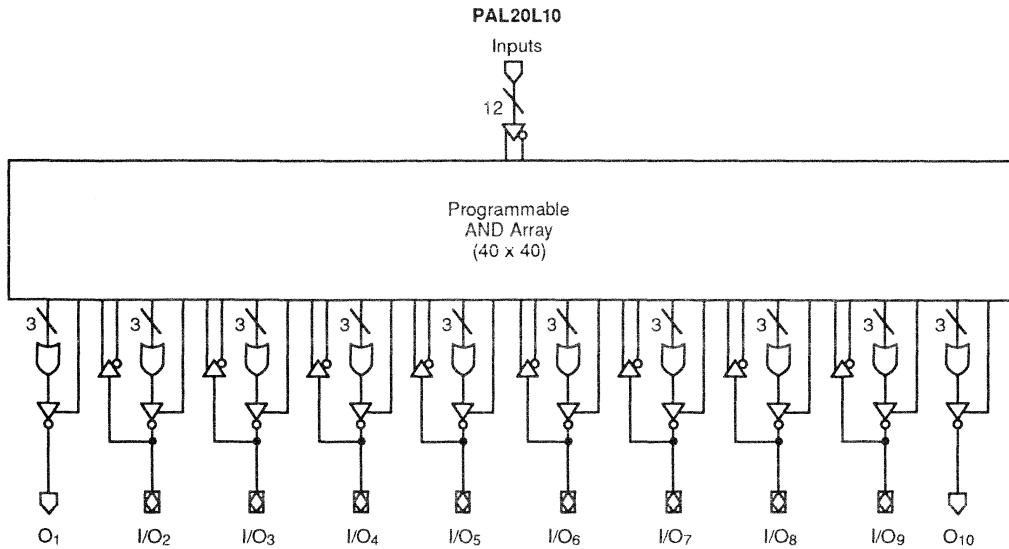 PAL20L10
Inputs
12
Programmable
AND Array
(40 x 40)
3 3 3 3 3 3 3 3 3 3
O1 I/O2 I/O3 I/O4 I/O5 I/O6 I/O7 I/O8 I/O9 O10